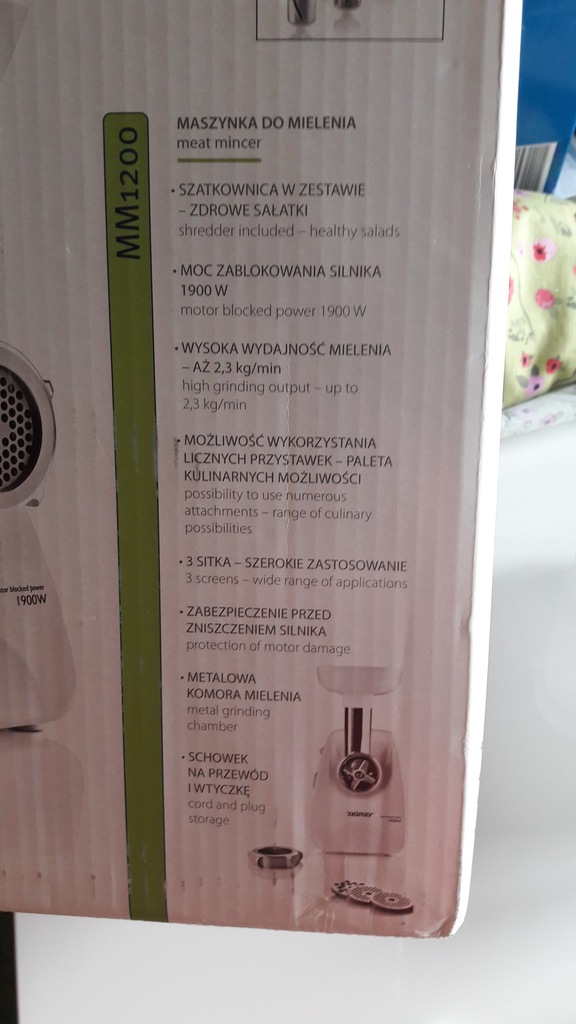 MM1200
MASZYNKA DO MIELENIA
meat mincer
• SZATKOWNICA W ZESTAWIE
– ZDROWE SAŁATKI
shredder included – healthy salads
• MOC ZABLOKOWANIA SILNIKA
1900 W
motor blocked power 1900 W
• WYSOKA WYDAJNOŚĆ MIELENIA
– AŻ 2,3 kg/min
high grinding output – up to
2,3 kg/min
• MOŻLIWOŚĆ WYKORZYSTANIA
LICZNYCH PRZYSTAWEK – PALETA
KULINARNYCH MOŻLIWOŚCI
possibility to use numerous
attachments – range of culinary
possibilities
• 3 SITKA – SZEROKIE ZASTOSOWANIE
3 screens – wide range of applications
• ZABEZPIECZENIE PRZED
ZNISZCZENIEM SILNIKA
protection of motor damage
• METALOWA
KOMORA MIELENIA
metal grinding
chamber
• SCHOWEK
NA PRZEWÓD
I WTYCZKĘ
cord and plug
storage
blocked power
1900W
zelmer